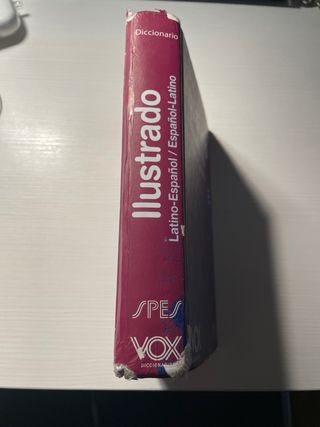 Diccionario
Ilustrado
Latino-Español / Español-Latino
SPES
VOX